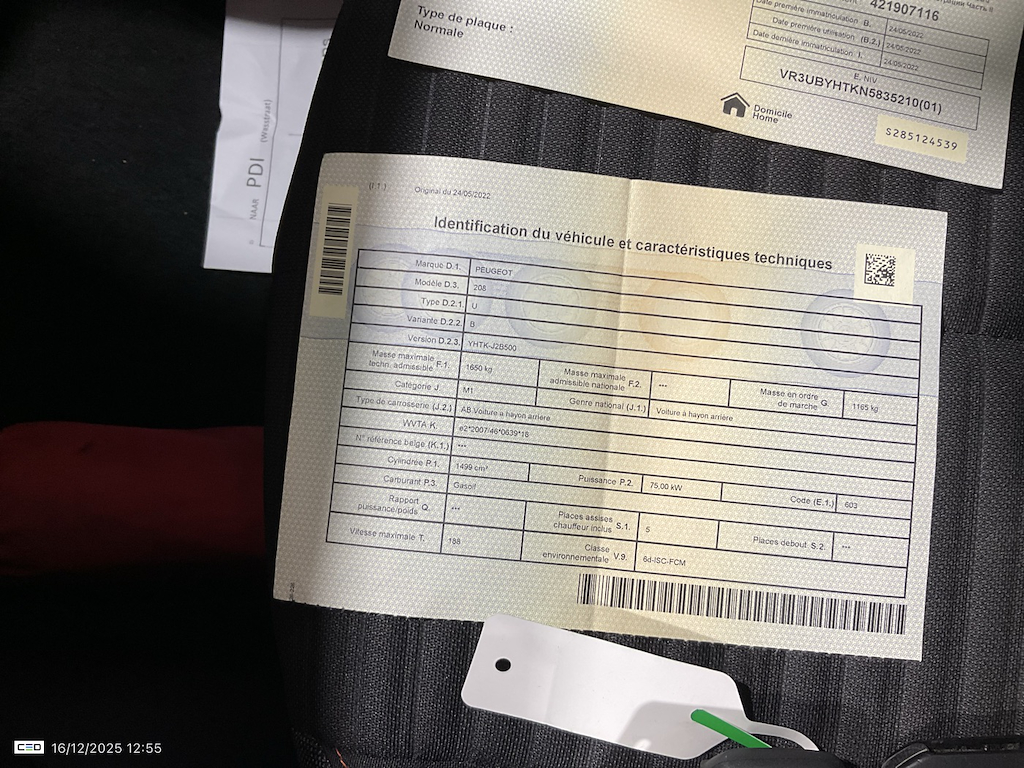 Type de plaque :
Normale
421907116
Date première immatriculation B. 24/05/2022
Date première utilisation (B.2.) 24/05/2022
Date dernière immatriculation I. 24/05/2022
E. NIV
VR3UBYHTKN5835210(01)
Domicile
Home
S285124539
NAAR PDI (Wasstraat)
Original du 24/05/2022
Identification du véhicule et caractéristiques techniques
Marque D.1. PEUGEOT
Modèle D.3. 208
Type D.2.1. U
Variante D.2.2. B
Version D.2.3. YHTK-J2B500
Masse maximale techn. admissible F.1. 1650 kg Masse maximale admissible nationale F.2. --- Masse en ordre de marche G. 1165 kg
Catégorie J. M1 Genre national (J.1.) Voiture à hayon arrière
Type de carrosserie (J.2.) AB Voiture à hayon arrière
WVTA K. e2*2007/46*0639*16
N° référence belge (K.1.) ---
Cylindrée P.1. 1499 cm³ Puissance P.2. 75,00 kW Code (E.1.) 603
Carburant P.3. Gasoil
Rapport puissance/poids Q. --- Places assises chauffeur inclus S.1. 5 Places debout S.2. ---
Vitesse maximale T. 188 Classe environnementale V.9. 6d-ISC-FCM
CED 16/12/2025 12:55